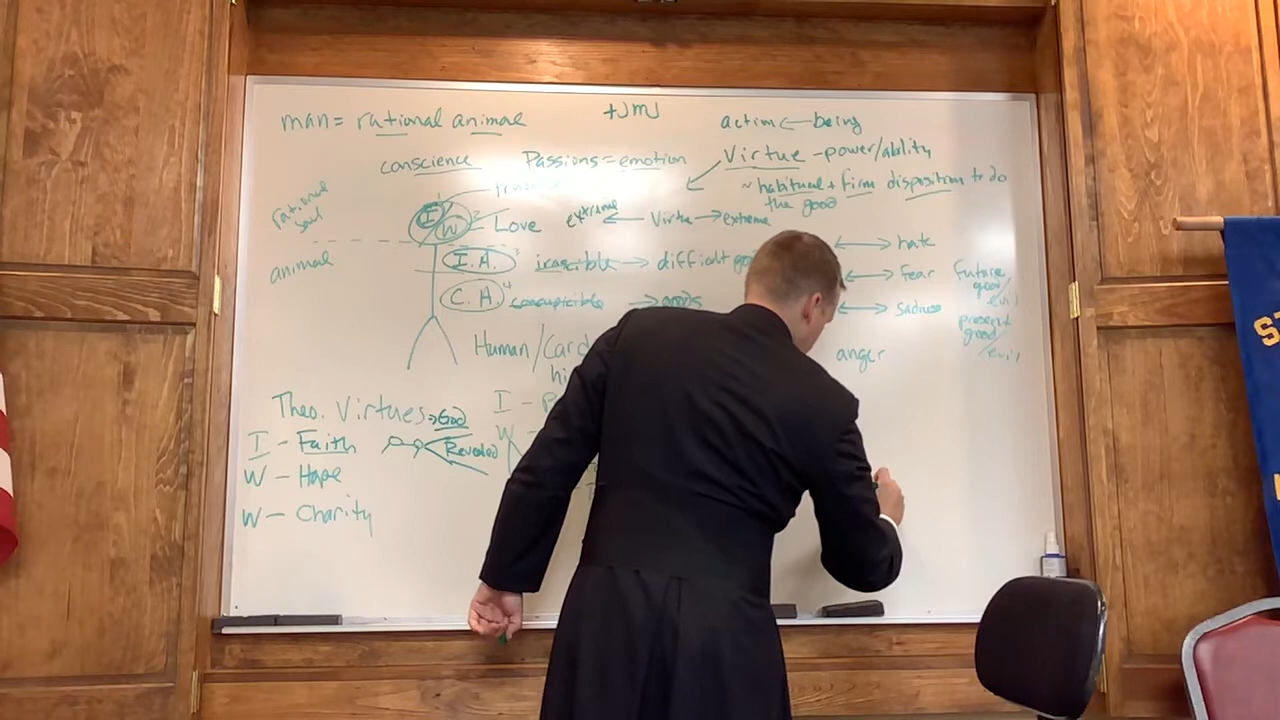 man = rational animal
+JMJ
action ← being
conscience
Passions = emotion
Virtue - power/ability
~ habitual + firm disposition to do
the good
rational
soul
I
W
Love
extreme ← Virtue → extreme
animal
I.A.
irascible → difficult
C.A.
concupiscible →
hate
fear
sadness
anger
future
good/
evil
present
good
/evil
Human/
Theo. Virtues → God
I - Faith
Revealed
W - Hope
W - Charity
I -
W